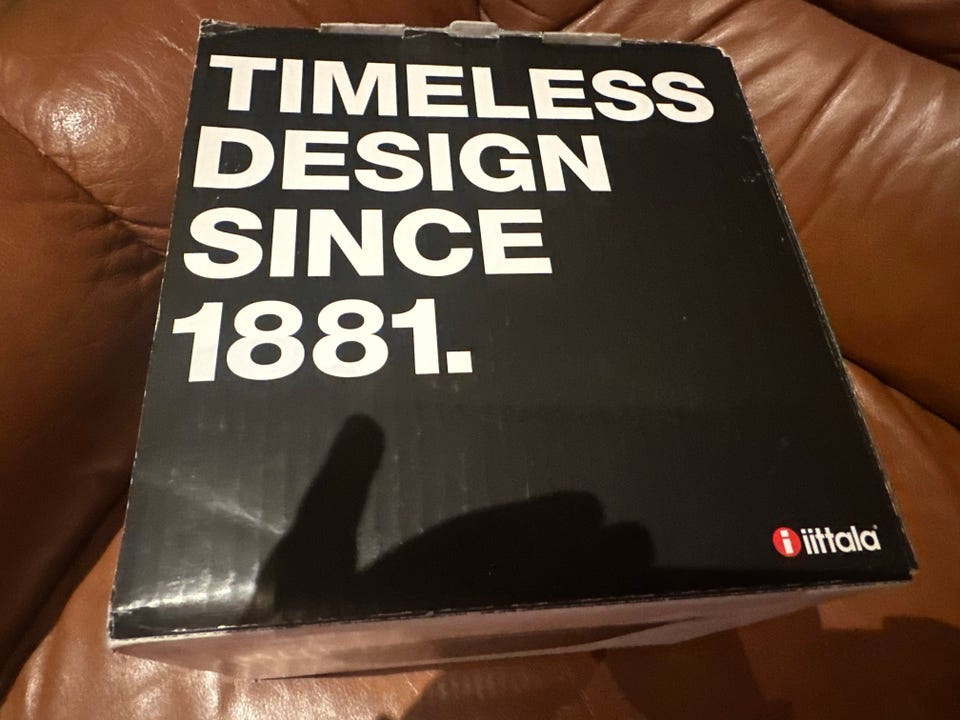 TIMELESS
DESIGN
SINCE
1881.
i iittala